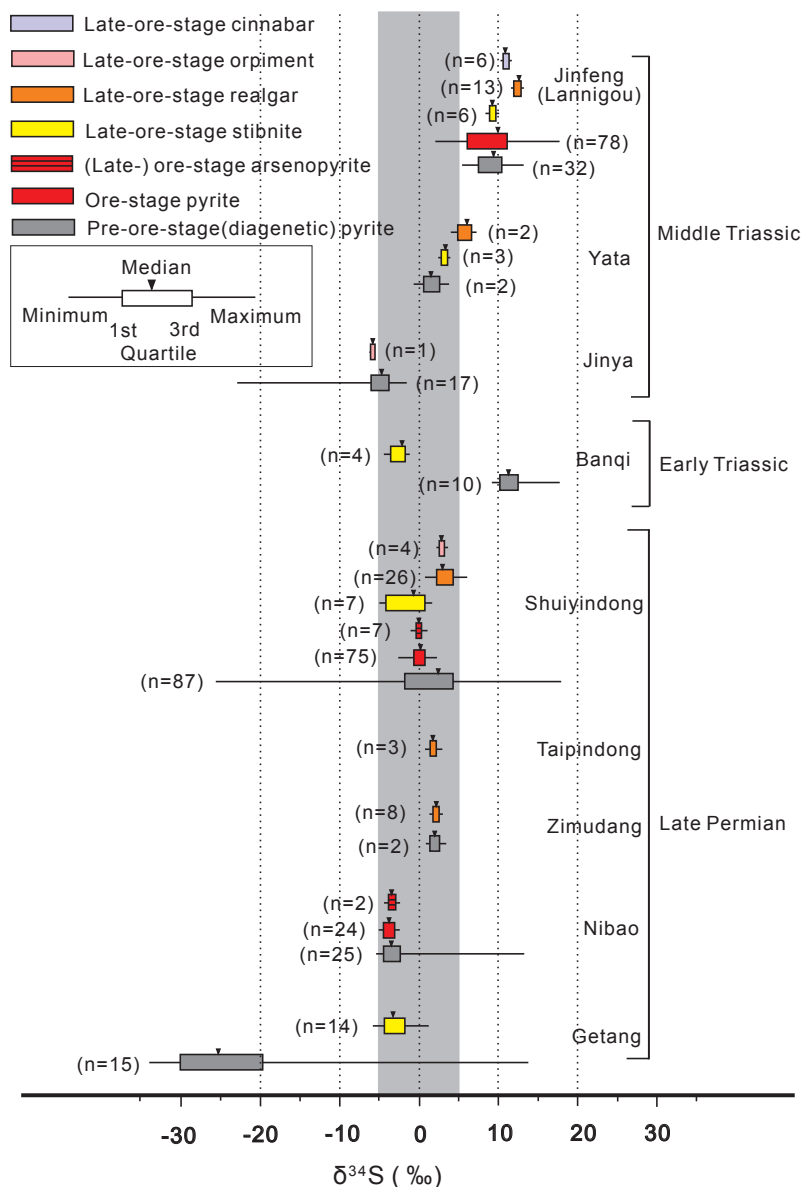 Late-ore-stage cinnabar
Late-ore-stage orpiment
Late-ore-stage realgar
Late-ore-stage stibnite
(Late-) ore-stage arsenopyrite
Ore-stage pyrite
Pre-ore-stage(diagenetic) pyrite
Median
Minimum
1st
3rd
Maximum
Quartile
(n=6)
(n=13)
(n=6)
(n=78)
(n=32)
Jinfeng
(Lannigou)
(n=2)
(n=3)
(n=2)
Yata
Middle Triassic
(n=1)
(n=17)
Jinya
(n=4)
(n=10)
Banqi
Early Triassic
(n=4)
(n=26)
(n=7)
(n=7)
(n=75)
(n=87)
Shuiyindong
(n=3)
Taipindong
(n=8)
(n=2)
Zimudang
Late Permian
(n=2)
(n=24)
(n=25)
Nibao
(n=14)
(n=15)
Getang
-30 -20 -10 0 10 20 30
δ³⁴S ( ‰)